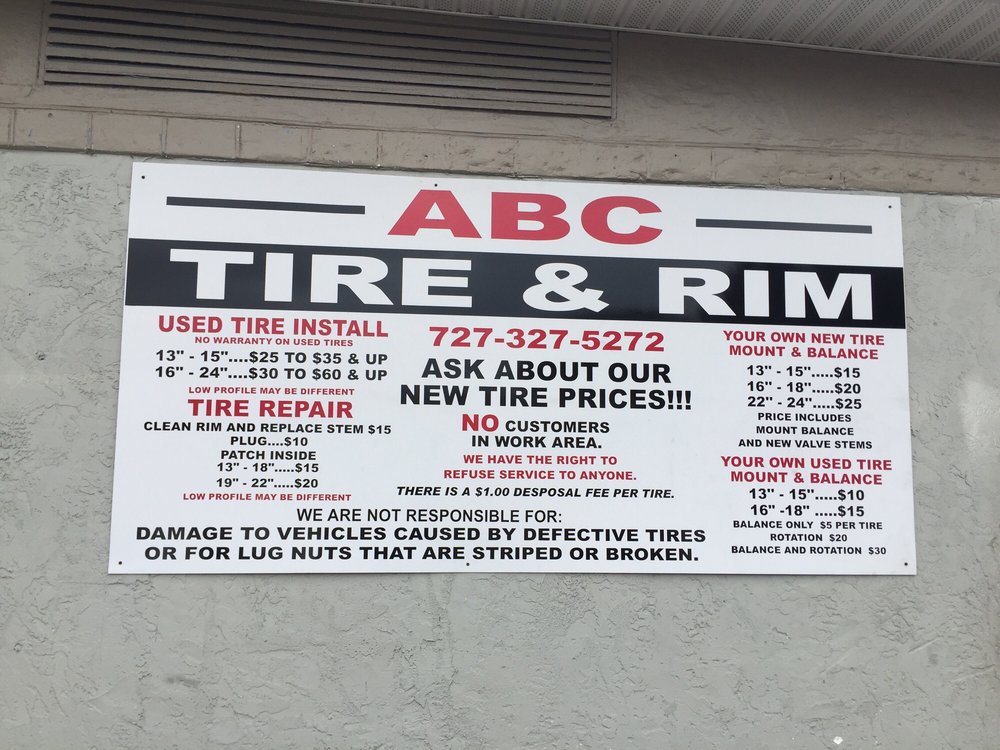 ABC
TIRE & RIM
USED TIRE INSTALL
NO WARRANTY ON USED TIRES
13" - 15"....$25 TO $35 & UP
16" - 24"....$30 TO $60 & UP
LOW PROFILE MAY BE DIFFERENT
TIRE REPAIR
CLEAN RIM AND REPLACE STEM $15
PLUG....$10
PATCH INSIDE
13" - 18".....$15
19" - 22".....$20
LOW PROFILE MAY BE DIFFERENT
727-327-5272
ASK ABOUT OUR
NEW TIRE PRICES!!!
NO CUSTOMERS
IN WORK AREA.
WE HAVE THE RIGHT TO
REFUSE SERVICE TO ANYONE.
THERE IS A $1.00 DESPOSAL FEE PER TIRE.
YOUR OWN NEW TIRE
MOUNT & BALANCE
13" - 15".....$15
16" - 18".....$20
22" - 24".....$25
PRICE INCLUDES
MOUNT BALANCE
AND NEW VALVE STEMS
YOUR OWN USED TIRE
MOUNT & BALANCE
13" - 15".....$10
16" -18" .....$15
BALANCE ONLY $5 PER TIRE
ROTATION $20
BALANCE AND ROTATION $30
WE ARE NOT RESPONSIBLE FOR:
DAMAGE TO VEHICLES CAUSED BY DEFECTIVE TIRES
OR FOR LUG NUTS THAT ARE STRIPED OR BROKEN.